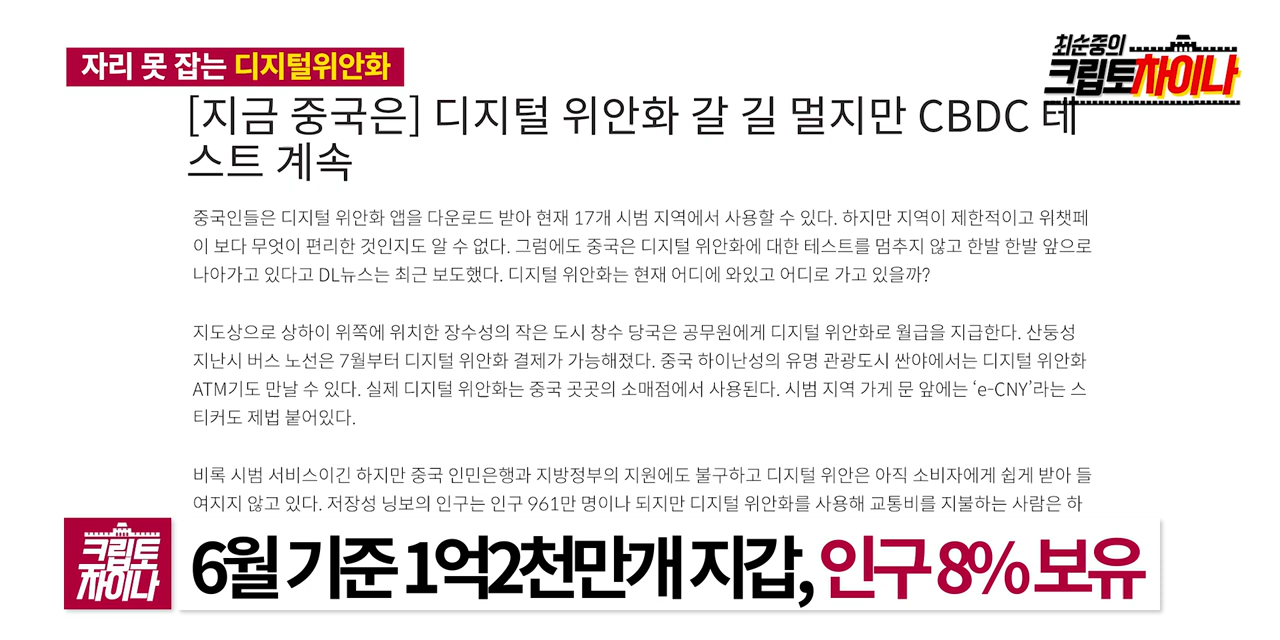 자리 못 잡는 디지털위안화
최순중의
크립토차이나
[지금 중국은] 디지털 위안화 갈 길 멀지만 CBDC 테
스트 계속
중국인들은 디지털 위안화 앱을 다운로드 받아 현재 17개 시범 지역에서 사용할 수 있다. 하지만 지역이 제한적이고 위챗페
이 보다 무엇이 편리한 것인지도 알 수 없다. 그럼에도 중국은 디지털 위안화에 대한 테스트를 멈추지 않고 한발 한발 앞으로
나아가고 있다고 DL뉴스는 최근 보도했다. 디지털 위안화는 현재 어디에 와있고 어디로 가고 있을까?
지도상으로 상하이 위쪽에 위치한 장수성의 작은 도시 창수 당국은 공무원에게 디지털 위안화로 월급을 지급한다. 산둥성
지난시 버스 노선은 7월부터 디지털 위안화 결제가 가능해졌다. 중국 하이난성의 유명 관광도시 싼야에서는 디지털 위안화
ATM기도 만날 수 있다. 실제 디지털 위안화는 중국 곳곳의 소매점에서 사용된다. 시범 지역 가게 문 앞에는 ‘e-CNY’라는 스
티커도 제법 붙어있다.
비록 시범 서비스이긴 하지만 중국 인민은행과 지방정부의 지원에도 불구하고 디지털 위안은 아직 소비자에게 쉽게 받아 들
여지지 않고 있다. 저장성 닝보의 인구는 인구 961만 명이나 되지만 디지털 위안화를 사용해 교통비를 지불하는 사람은 하
크립토
차이나
6월 기준 1억2천만개 지갑, 인구 8% 보유